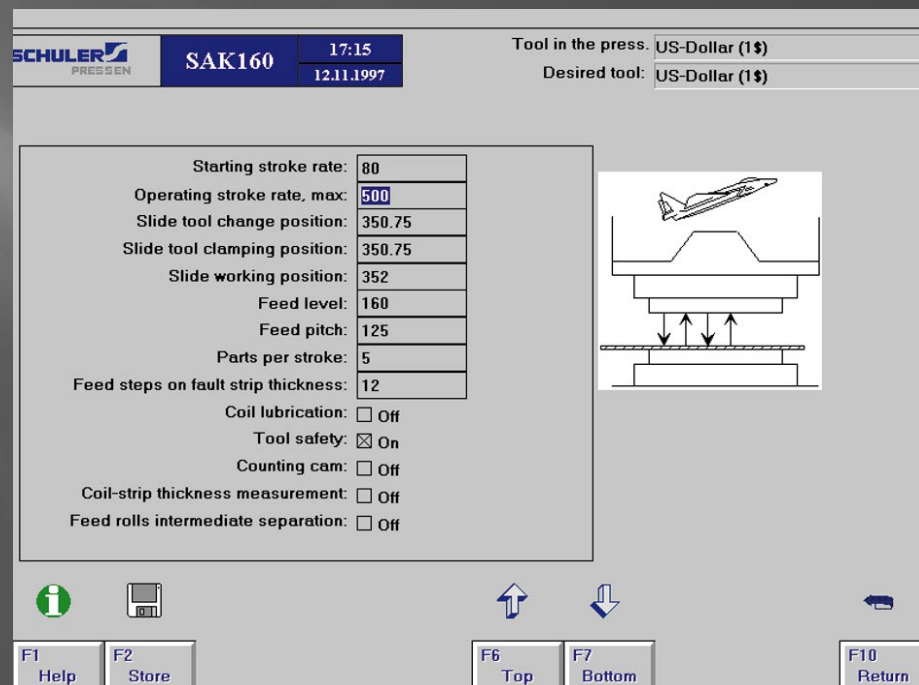 SCHULER
PRESSEN
SAK160
17:15
12.11.1997
Tool in the press. US-Dollar (1$)
Desired tool: US-Dollar (1$)
Starting stroke rate: 80
Operating stroke rate, max: 500
Slide tool change position: 350.75
Slide tool clamping position: 350.75
Slide working position: 352
Feed level: 160
Feed pitch: 125
Parts per stroke: 5
Feed steps on fault strip thickness: 12
Coil lubrication: Off
Tool safety: On
Counting cam: Off
Coil-strip thickness measurement: Off
Feed rolls intermediate separation: Off
F1 F2 F6 F7 F10
Help Store Top Bottom Return